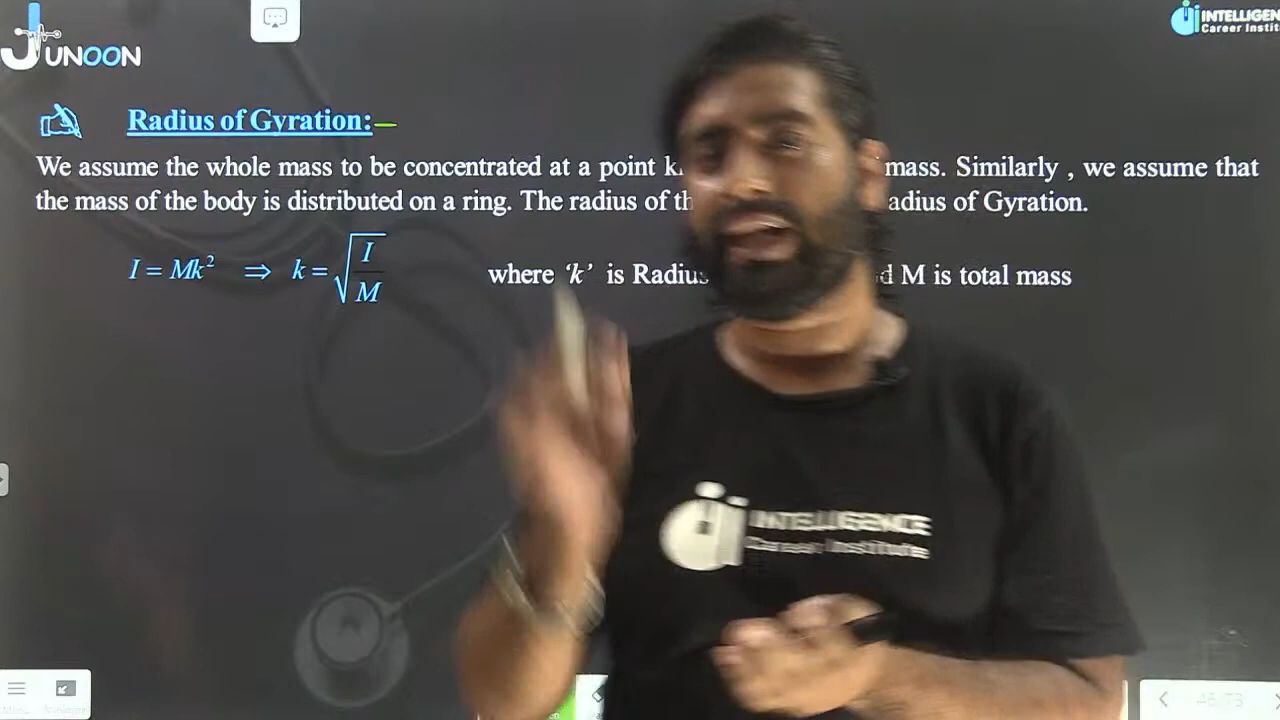 JUNOON
INTELLIGEN
Career Instit
Radius of Gyration:
We assume the whole mass to be concentrated at a point mass. Similarly , we assume that
the mass of the body is distributed on a ring. The radius of adius of Gyration.
I = Mk² ⇒ k = √(I/M) where 'k' is Radius M is total mass
INTELLIGENCE
Career Institute